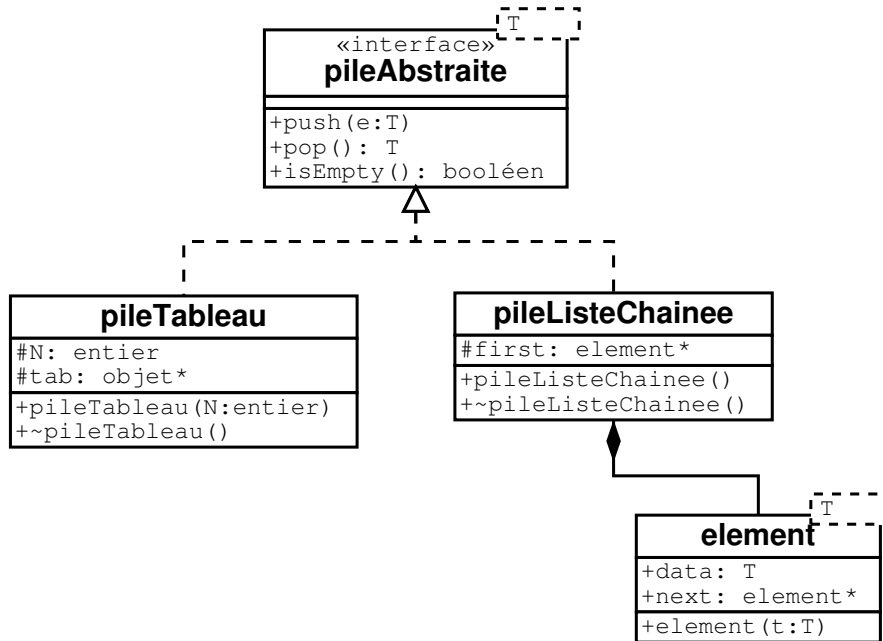 T
«interface»
pileAbstraite
+push(e:T)
+pop(): T
+isEmpty(): booléen
pileTableau
#N: entier
#tab: objet*
+pileTableau(N:entier)
+~pileTableau()
pileListeChainee
#first: element*
+pileListeChainee()
+~pileListeChainee()
T
element
+data: T
+next: element*
+element(t:T)